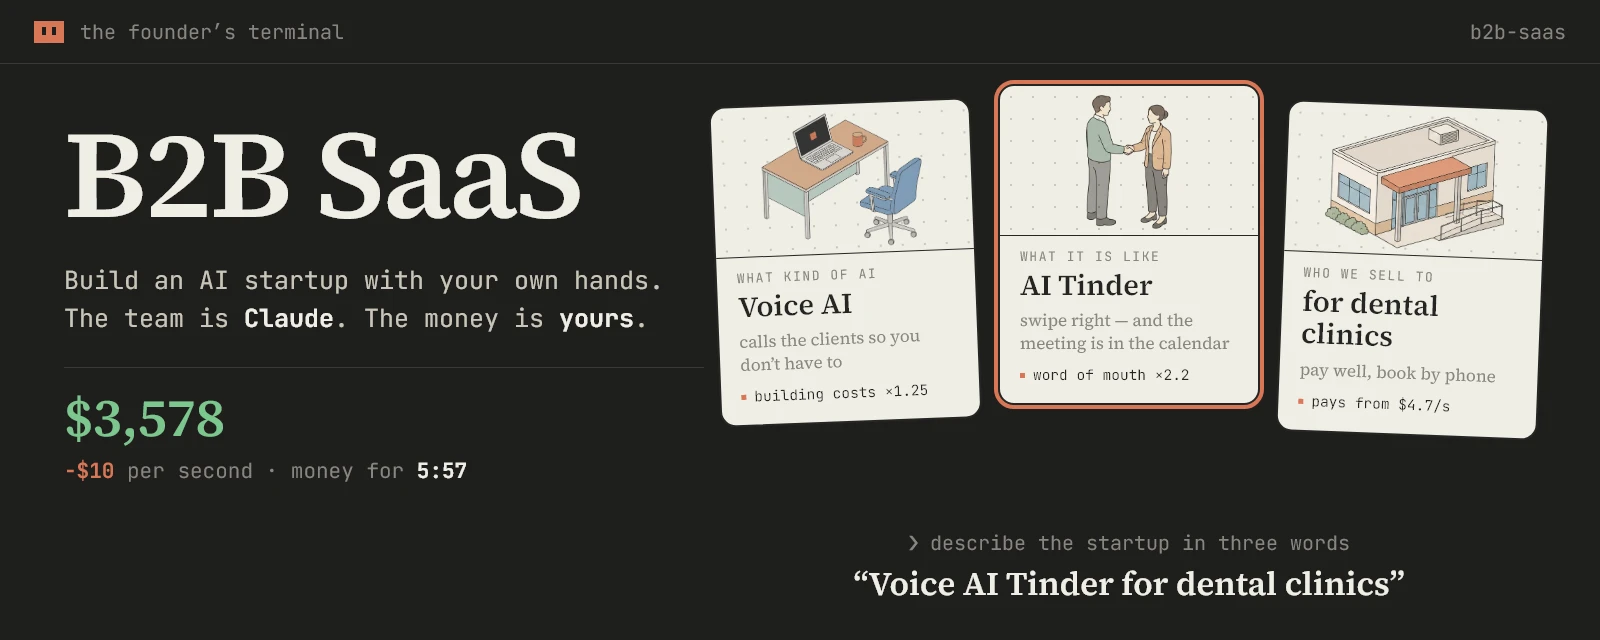 the founder’s terminal
b2b-saas
B2B SaaS
Build an AI startup with your own hands.
The team is Claude. The money is yours.
$3,578
-$10 per second · money for 5:57
WHAT KIND OF AI
Voice AI
calls the clients so you
don’t have to
building costs ×1.25
WHAT IT IS LIKE
AI Tinder
swipe right — and the
meeting is in the calendar
word of mouth ×2.2
WHO WE SELL TO
for dental
clinics
pay well, book by phone
pays from $4.7/s
❯ describe the startup in three words
“Voice AI Tinder for dental clinics”